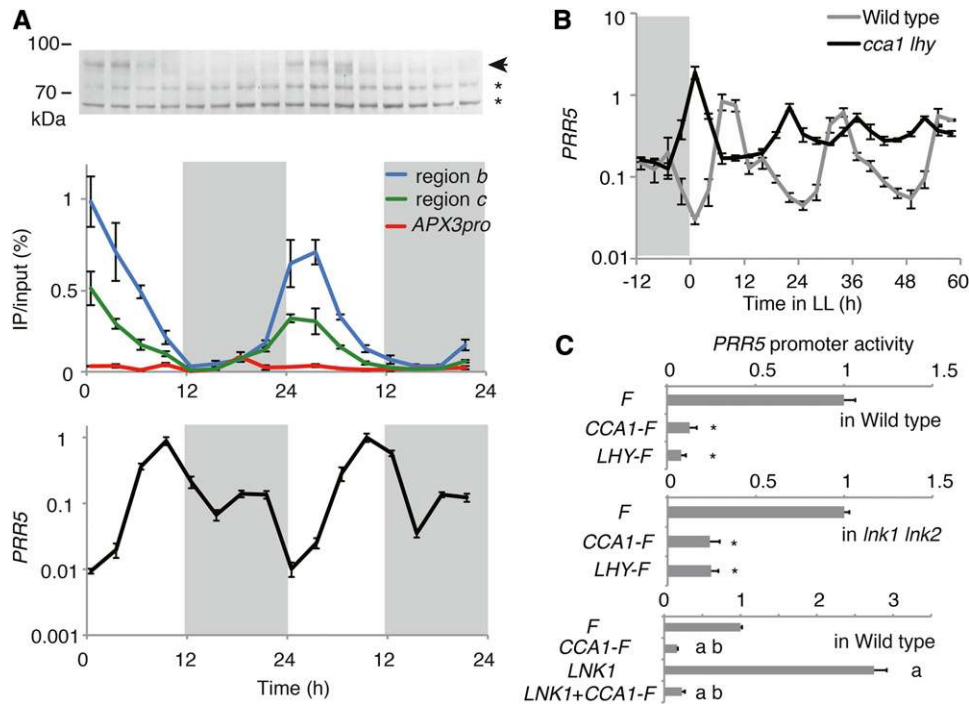 A
100
70
kDa
*
*
IP/input (%)
1
0.5
0
region b
region c
APX3pro
0
12
24
12
24
PRR5
1
0.1
0.01
0.001
0
12
24
12
24
Time (h)
B
Wild type
cca1 lhy
PRR5
10
1
0.1
0.01
-12
0
12
24
36
48
60
Time in LL (h)
C
PRR5 promoter activity
0
0.5
1
1.5
F
CCA1-F
*
LHY-F
*
in Wild type
0
0.5
1
1.5
F
CCA1-F
*
LHY-F
*
in lnk1 lnk2
0
1
2
3
F
in Wild type
CCA1-F
a b
LNK1
a
LNK1+CCA1-F
a b